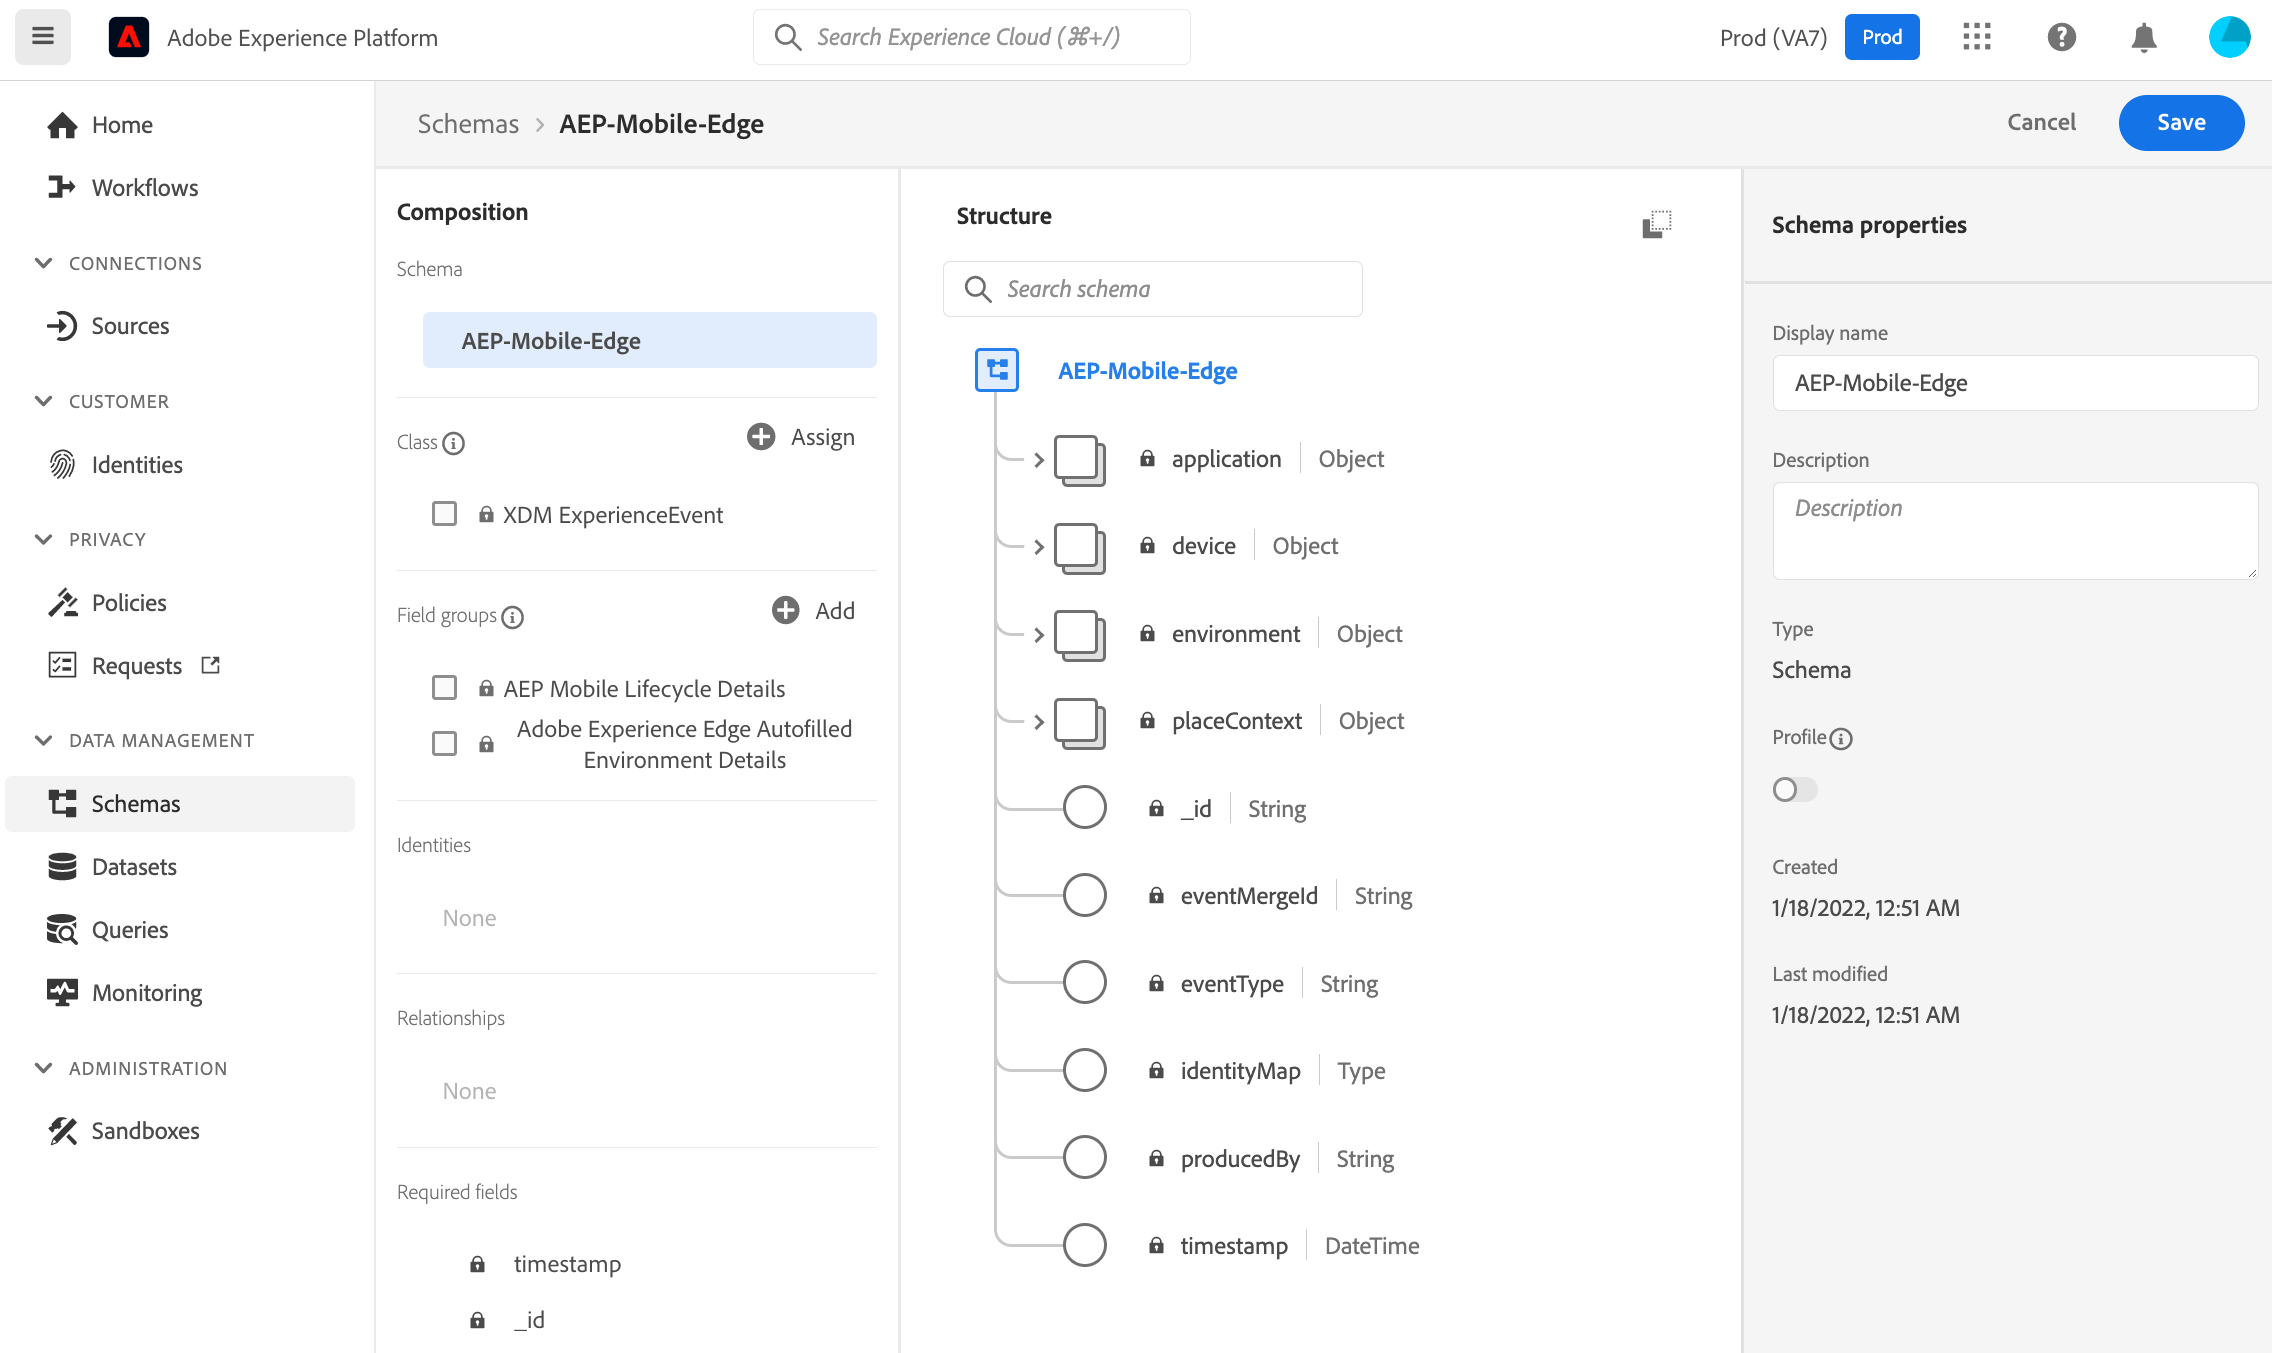 Adobe Experience Platform
Search Experience Cloud (⌘+/)
Prod (VA7)
Prod
Home
Workflows
CONNECTIONS
Sources
CUSTOMER
Identities
PRIVACY
Policies
Requests
DATA MANAGEMENT
Schemas
Datasets
Queries
Monitoring
ADMINISTRATION
Sandboxes
Schemas > AEP-Mobile-Edge
Cancel
Save
Composition
Schema
AEP-Mobile-Edge
Class
Assign
XDM ExperienceEvent
Field groups
Add
AEP Mobile Lifecycle Details
Adobe Experience Edge Autofilled
Environment Details
Identities
None
Relationships
None
Required fields
timestamp
_id
Structure
Search schema
AEP-Mobile-Edge
application | Object
device | Object
environment | Object
placeContext | Object
_id | String
eventMergeId | String
eventType | String
identityMap | Type
producedBy | String
timestamp | DateTime
Schema properties
Display name
AEP-Mobile-Edge
Description
Description
Type
Schema
Profile
Created
1/18/2022, 12:51 AM
Last modified
1/18/2022, 12:51 AM